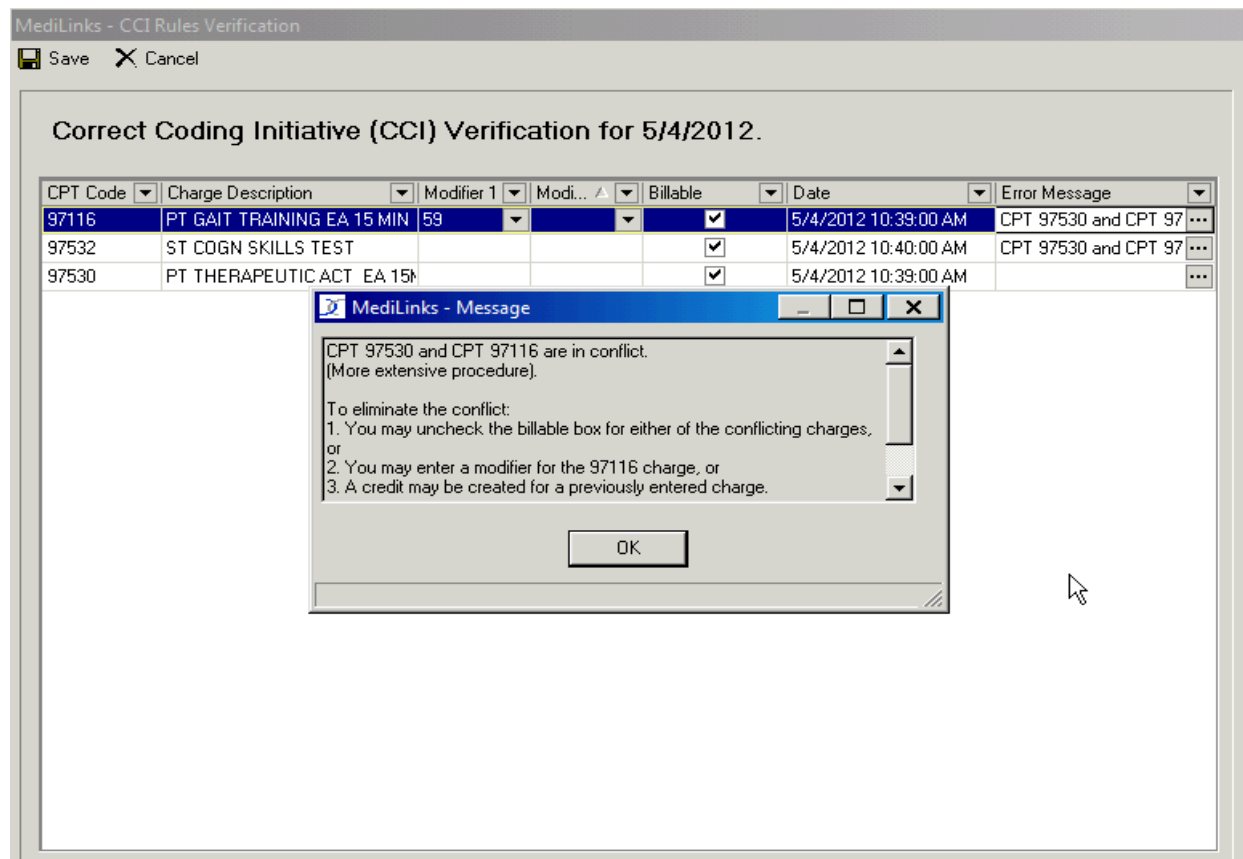 MediLinks - CCI Rules Verification
Save Cancel
Correct Coding Initiative (CCI) Verification for 5/4/2012.
CPT Code Charge Description Modifier 1 Modi... Billable Date Error Message
97116 PT GAIT TRAINING EA 15 MIN 59 5/4/2012 10:39:00 AM CPT 97530 and CPT 97 ...
97532 ST COGN SKILLS TEST 5/4/2012 10:40:00 AM CPT 97530 and CPT 97 ...
97530 PT THERAPEUTIC ACT EA 15M 5/4/2012 10:39:00 AM ...
MediLinks - Message
CPT 97530 and CPT 97116 are in conflict.
(More extensive procedure).
To eliminate the conflict:
1. You may uncheck the billable box for either of the conflicting charges,
or
2. You may enter a modifier for the 97116 charge, or
3. A credit may be created for a previously entered charge.
OK